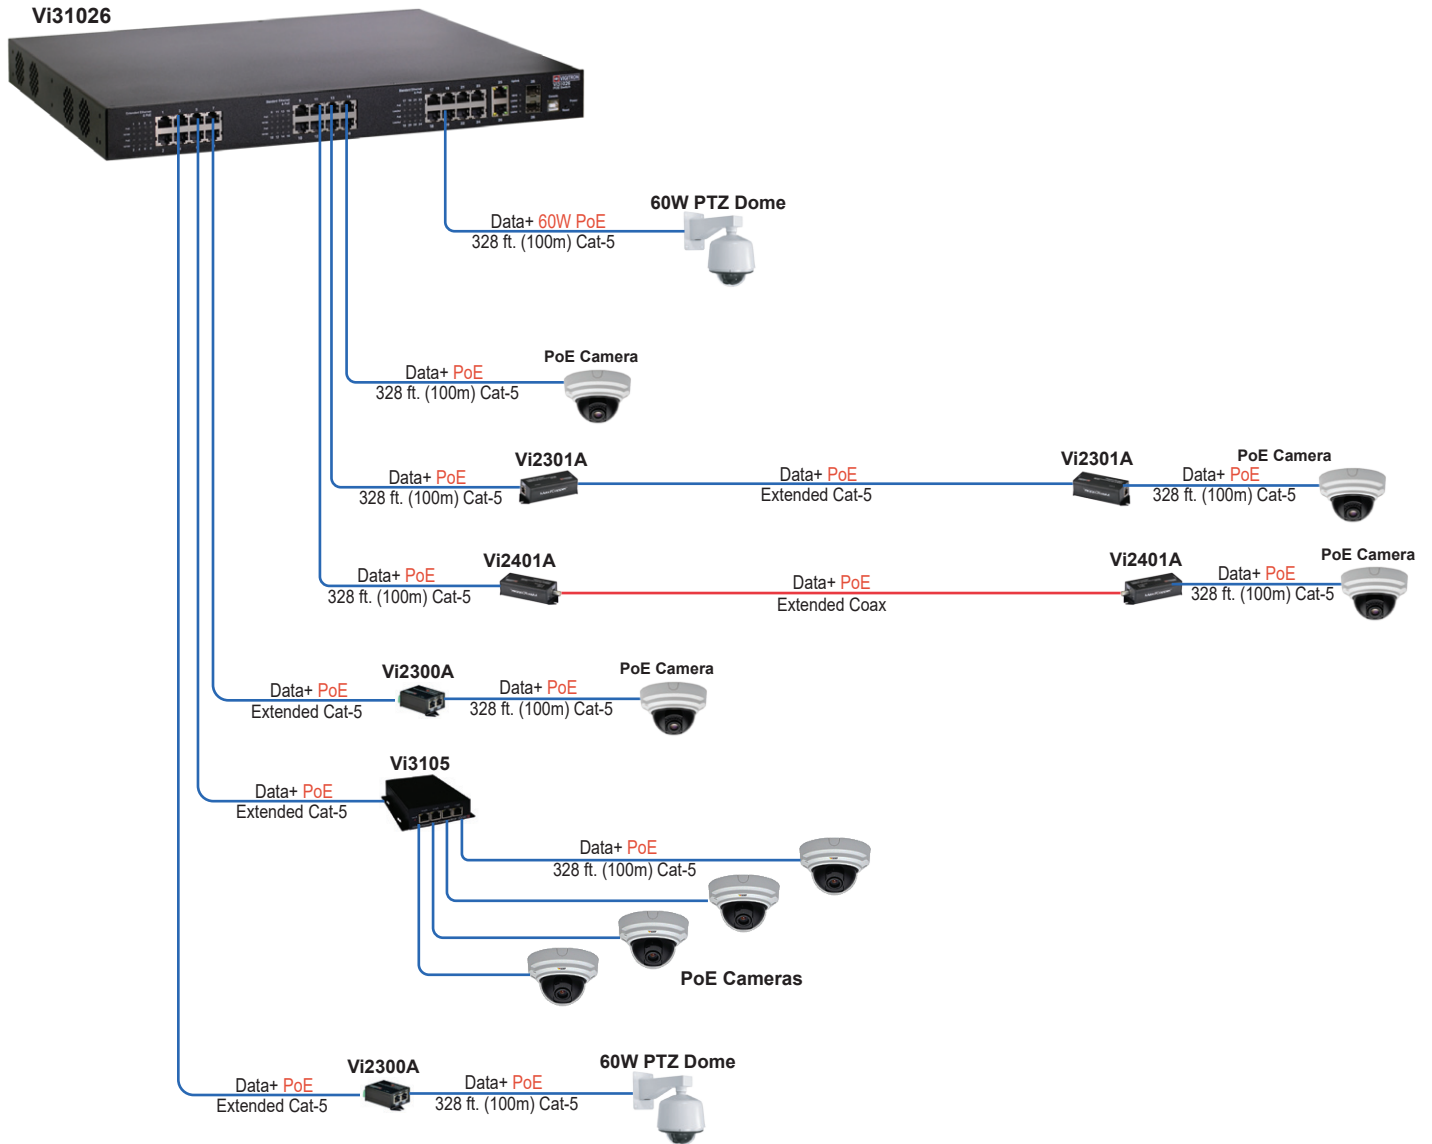 Vi31026
60W PTZ Dome
Data+ 60W PoE
328 ft. (100m) Cat-5
PoE Camera
Data+ PoE
328 ft. (100m) Cat-5
Vi2301A
Vi2301A
PoE Camera
Data+ PoE
328 ft. (100m) Cat-5
Data+ PoE
Extended Cat-5
Data+ PoE
328 ft. (100m) Cat-5
Vi2401A
Vi2401A
PoE Camera
Data+ PoE
328 ft. (100m) Cat-5
Data+ PoE
Extended Coax
Data+ PoE
328 ft. (100m) Cat-5
Vi2300A
PoE Camera
Data+ PoE
Extended Cat-5
Data+ PoE
328 ft. (100m) Cat-5
Vi3105
Data+ PoE
Extended Cat-5
Data+ PoE
328 ft. (100m) Cat-5
PoE Cameras
Vi2300A
60W PTZ Dome
Data+ PoE
Extended Cat-5
Data+ PoE
328 ft. (100m) Cat-5